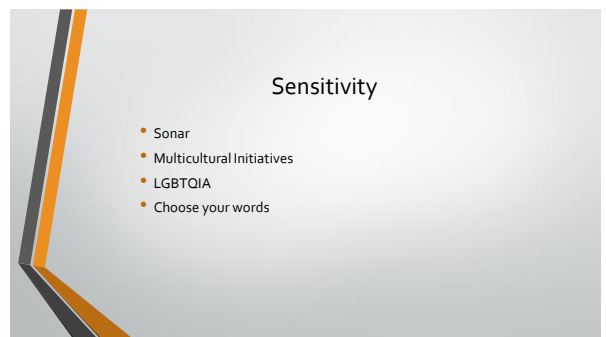 Sensitivity
• Sonar
• Multicultural Initiatives
• LGBTQIA
• Choose your words